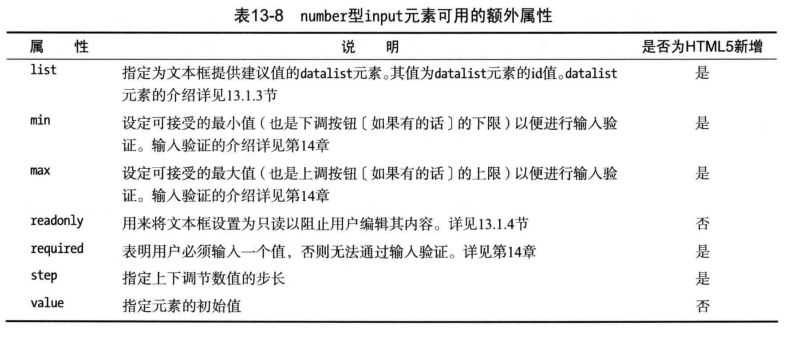 表13-8 number型input元素可用的额外属性
属 性 说 明 是否为HTML5新增
list 指定为文本框提供建议值的datalist元素。其值为datalist元素的id值。datalist 是
元素的介绍详见13.1.3节
min 设定可接受的最小值（也是下调按钮〔如果有的话〕的下限）以便进行输入验 是
证。输入验证的介绍详见第14章
max 设定可接受的最大值（也是上调按钮〔如果有的话〕的上限）以便进行输入验 是
证。输入验证的介绍详见第14章
readonly 用来将文本框设置为只读以阻止用户编辑其内容。详见13.1.4节 否
required 表明用户必须输入一个值，否则无法通过输入验证。详见第14章 是
step 指定上下调节数值的步长 是
value 指定元素的初始值 否